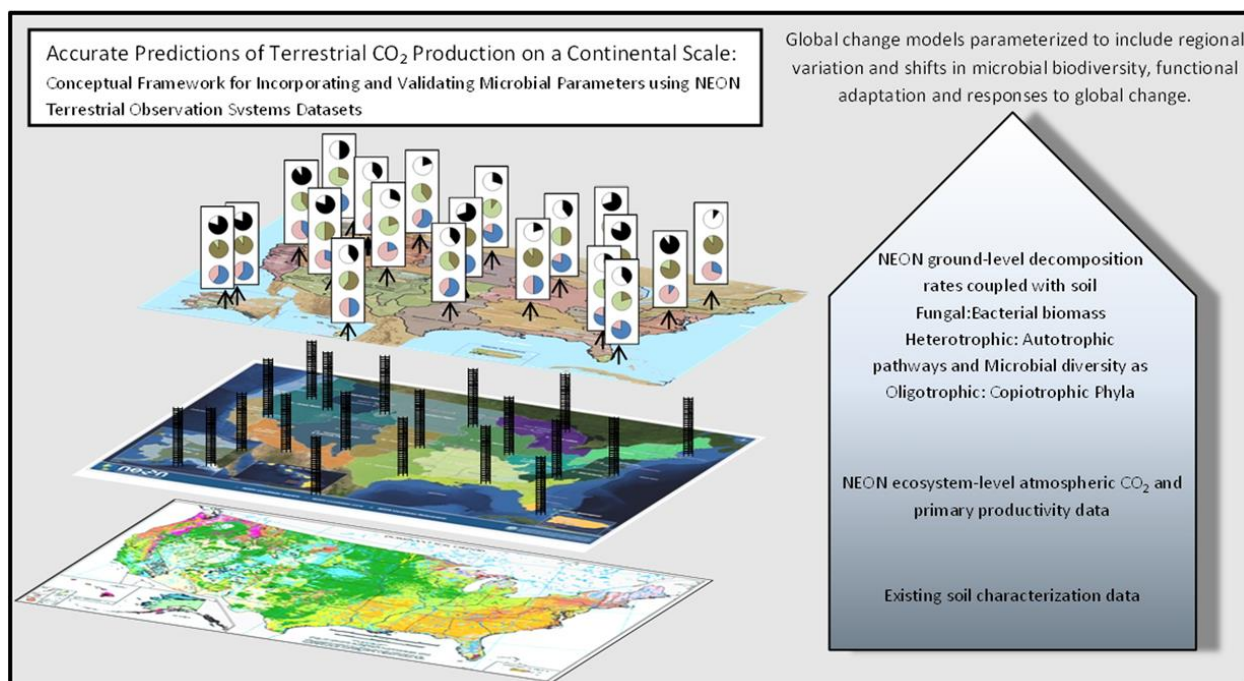 Accurate Predictions of Terrestrial CO₂ Production on a Continental Scale:
Conceptual Framework for Incorporating and Validating Microbial Parameters using NEON
Terrestrial Observation Systems Datasets
Global change models parameterized to include regional
variation and shifts in microbial biodiversity, functional
adaptation and responses to global change.
NEON ground-level decomposition
rates coupled with soil
Fungal:Bacterial biomass
Heterotrophic: Autotrophic
pathways and Microbial diversity as
Oligotrophic: Copiotrophic Phyla
NEON ecosystem-level atmospheric CO₂ and
primary productivity data
Existing soil characterization data
neon